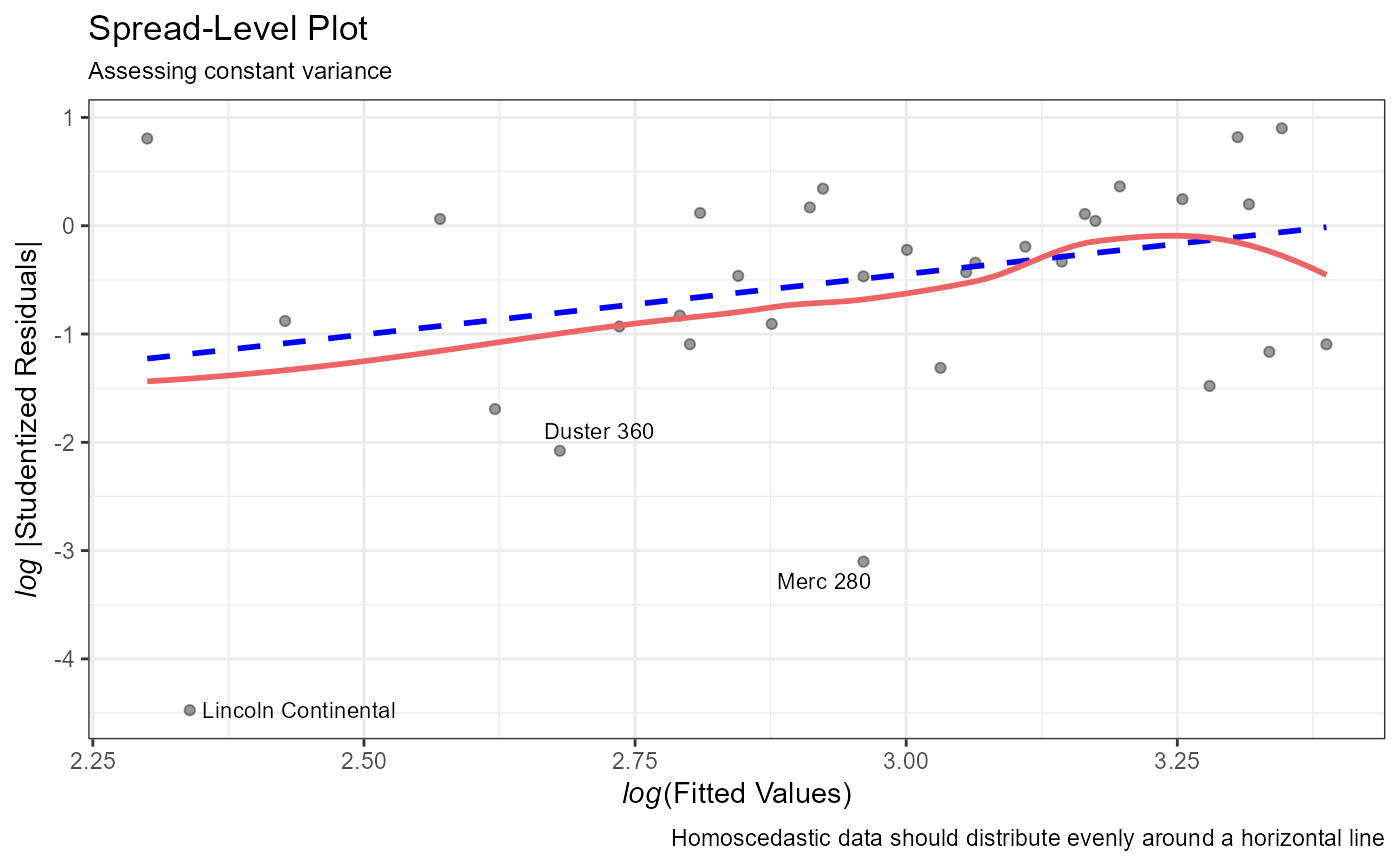 Spread-Level Plot
Assessing constant variance
log |Studentized Residuals|
1
0
-1
-2
-3
-4
Duster 360
Merc 280
Lincoln Continental
2.25 2.50 2.75 3.00 3.25
log(Fitted Values)
Homoscedastic data should distribute evenly around a horizontal line